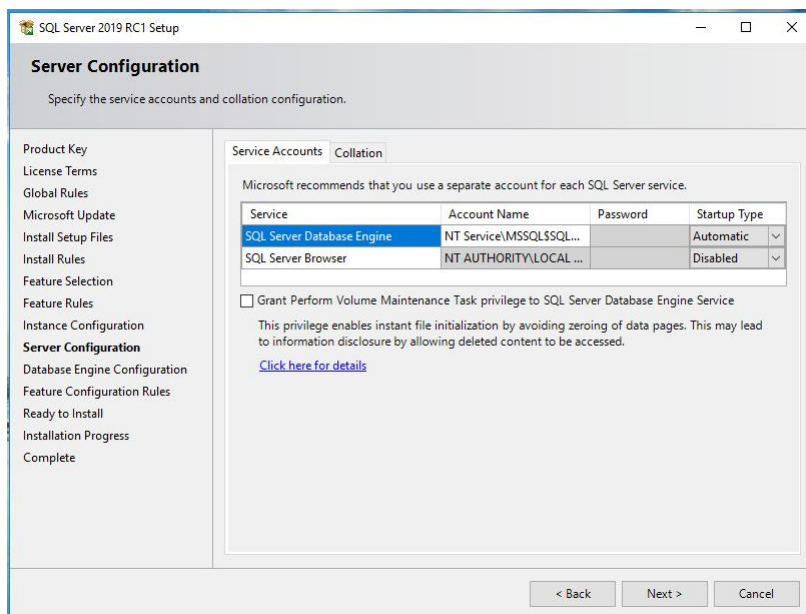 SQL Server 2019 RC1 Setup
Server Configuration
Specify the service accounts and collation configuration.
Product Key
License Terms
Global Rules
Microsoft Update
Install Setup Files
Install Rules
Feature Selection
Feature Rules
Instance Configuration
Server Configuration
Database Engine Configuration
Feature Configuration Rules
Ready to Install
Installation Progress
Complete
Service Accounts Collation
Microsoft recommends that you use a separate account for each SQL Server service.
Service Account Name Password Startup Type
SQL Server Database Engine NT Service\MSSQL$SQL... Automatic
SQL Server Browser NT AUTHORITY\LOCAL ... Disabled
Grant Perform Volume Maintenance Task privilege to SQL Server Database Engine Service
This privilege enables instant file initialization by avoiding zeroing of data pages. This may lead
to information disclosure by allowing deleted content to be accessed.
Click here for details
< Back Next > Cancel